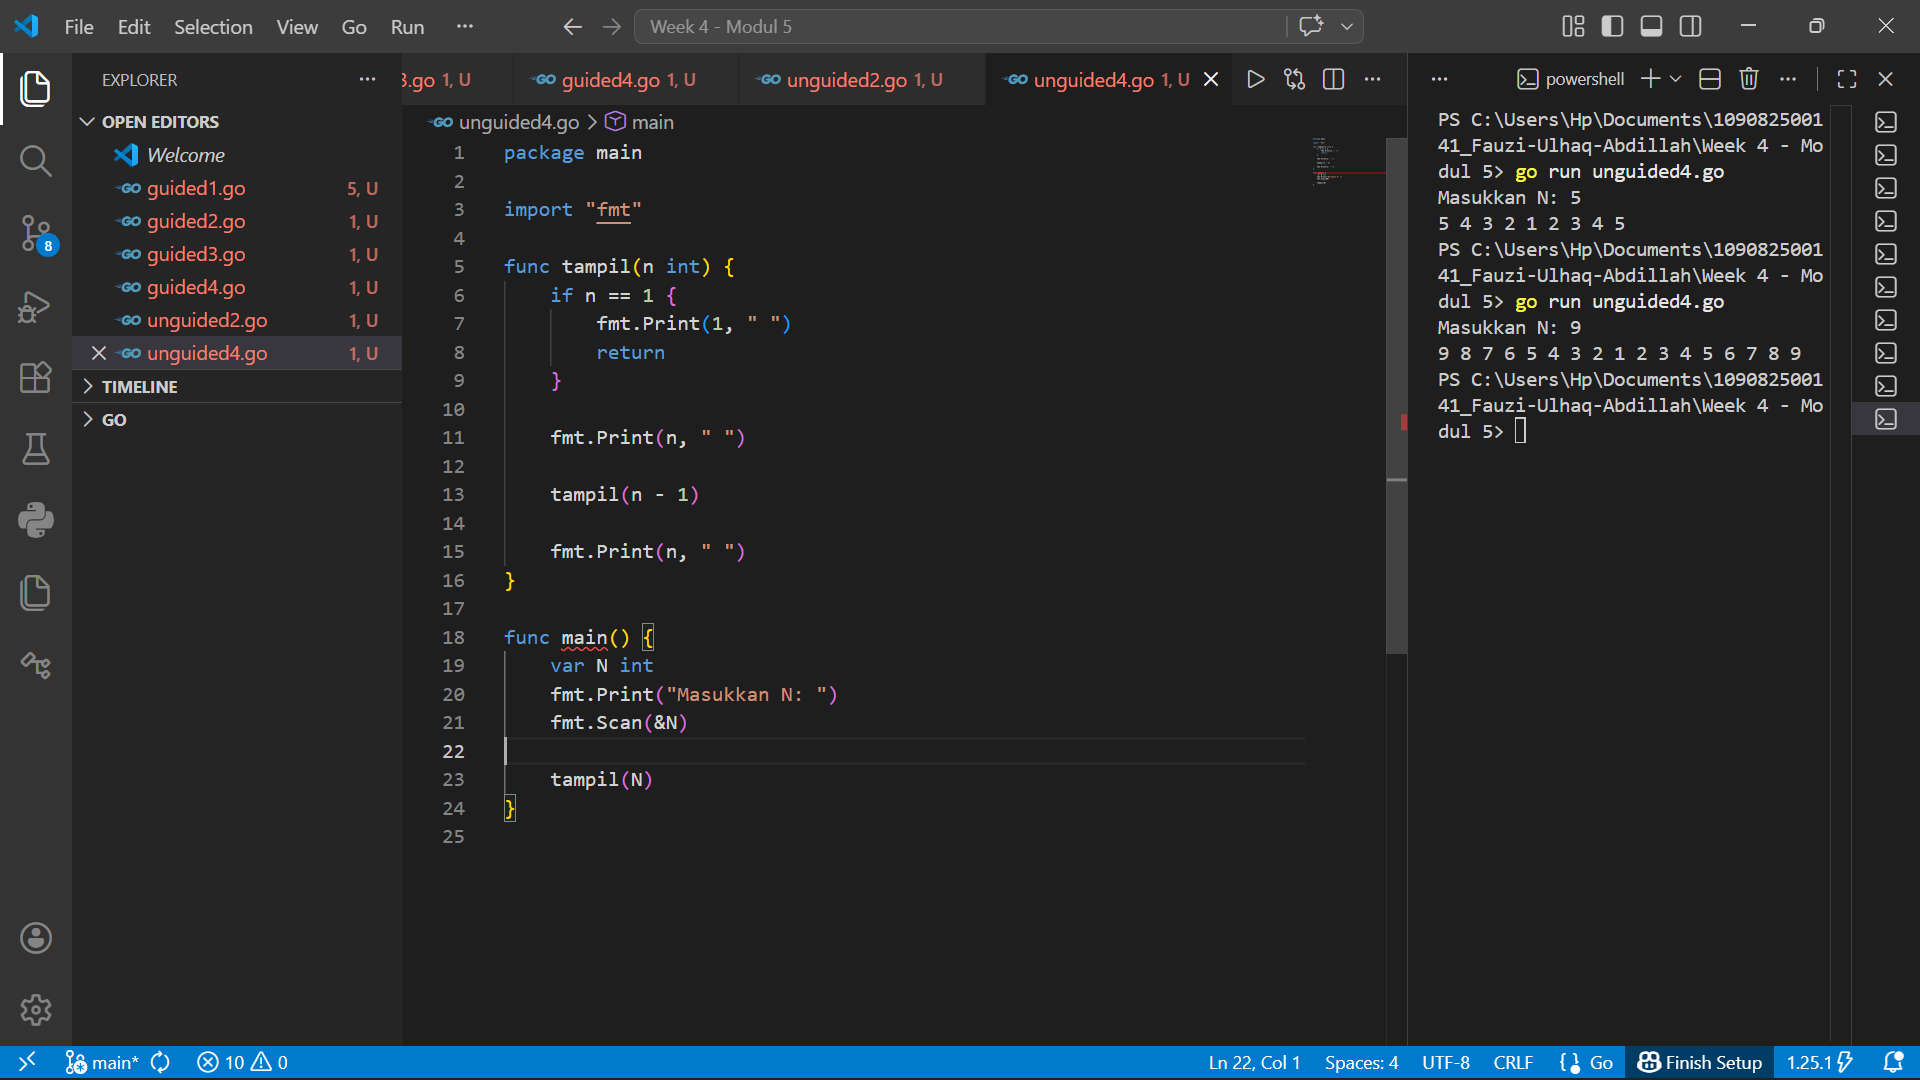 File Edit Selection View Go Run ··· Week 4 - Modul 5
EXPLORER
OPEN EDITORS
Welcome
guided1.go 5, U
guided2.go 1, U
guided3.go 1, U
guided4.go 1, U
unguided2.go 1, U
unguided4.go 1, U
TIMELINE
GO
8
3.go 1, U guided4.go 1, U unguided2.go 1, U unguided4.go 1, U
unguided4.go > main
1 package main
2
3 import "fmt"
4
5 func tampil(n int) {
6 if n == 1 {
7 fmt.Print(1, " ")
8 return
9 }
10
11 fmt.Print(n, " ")
12
13 tampil(n - 1)
14
15 fmt.Print(n, " ")
16 }
17
18 func main() {
19 var N int
20 fmt.Print("Masukkan N: ")
21 fmt.Scan(&N)
22
23 tampil(N)
24 }
25
powershell
PS C:\Users\Hp\Documents\1090825001
41_Fauzi-Ulhaq-Abdillah\Week 4 - Mo
dul 5> go run unguided4.go
Masukkan N: 5
5 4 3 2 1 2 3 4 5
PS C:\Users\Hp\Documents\1090825001
41_Fauzi-Ulhaq-Abdillah\Week 4 - Mo
dul 5> go run unguided4.go
Masukkan N: 9
9 8 7 6 5 4 3 2 1 2 3 4 5 6 7 8 9
PS C:\Users\Hp\Documents\1090825001
41_Fauzi-Ulhaq-Abdillah\Week 4 - Mo
dul 5>
main* 10 0 Ln 22, Col 1 Spaces: 4 UTF-8 CRLF {} Go Finish Setup 1.25.1